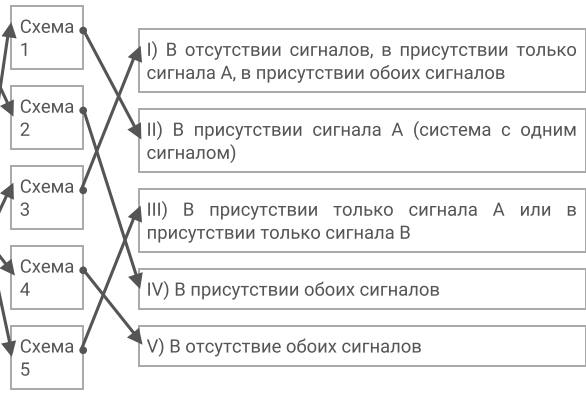 Схема
1
Схема
2
Схема
3
Схема
4
Схема
5
I) В отсутствии сигналов, в присутствии только
сигнала А, в присутствии обоих сигналов
II) В присутствии сигнала А (система с одним
сигналом)
III) В присутствии только сигнала А или в
присутствии только сигнала В
IV) В присутствии обоих сигналов
V) В отсутствие обоих сигналов